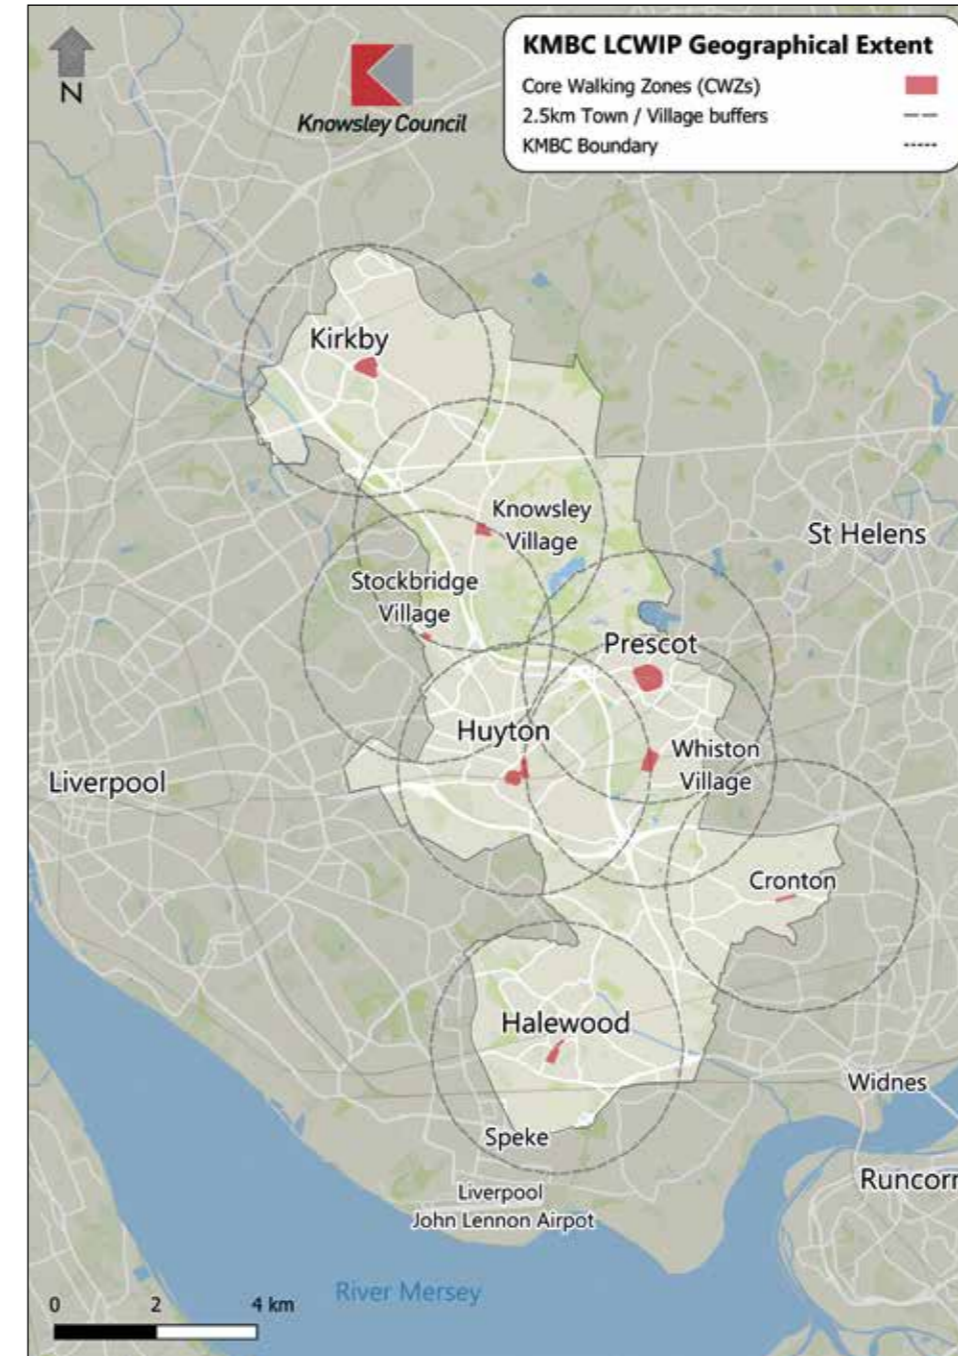 KMBC LCWIP Geographical Extent
Core Walking Zones (CWZs)
2.5km Town / Village buffers
KMBC Boundary
N
Knowsley Council
Kirkby
Knowsley
Village
St Helens
Stockbridge
Village
Prescot
Huyton
Whiston
Village
Liverpool
Cronton
Halewood
Widnes
Speke
Runcorn
Liverpool
John Lennon Airpot
River Mersey
0 2 4 km